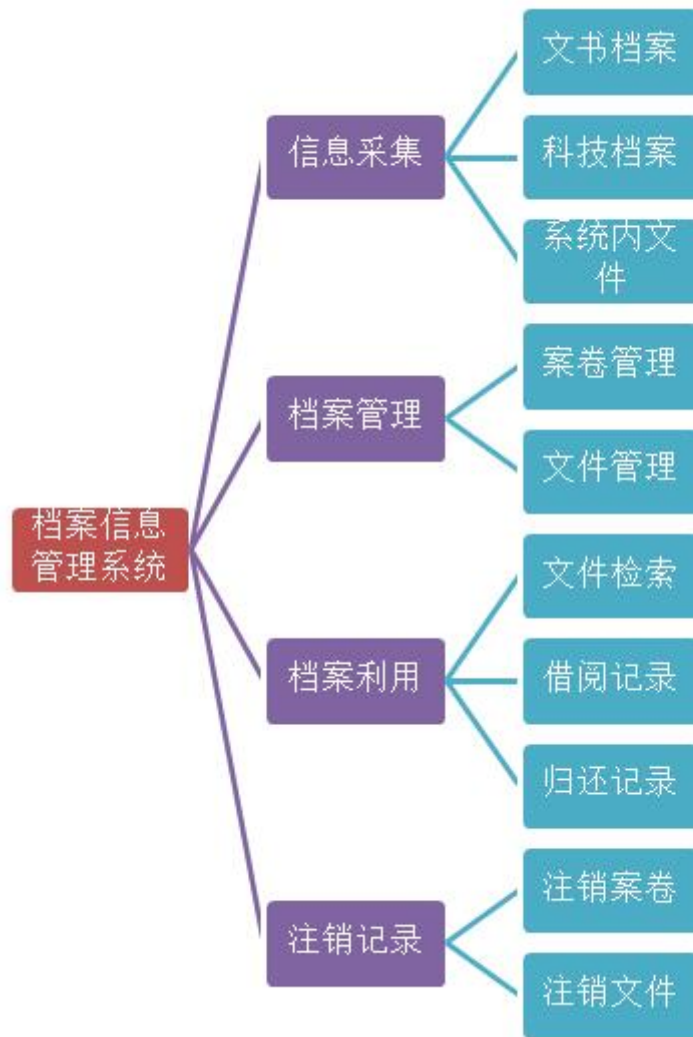 档案信息
管理系统
信息采集
文书档案
科技档案
系统内文
件
档案管理
案卷管理
文件管理
档案利用
文件检索
借阅记录
归还记录
注销记录
注销案卷
注销文件